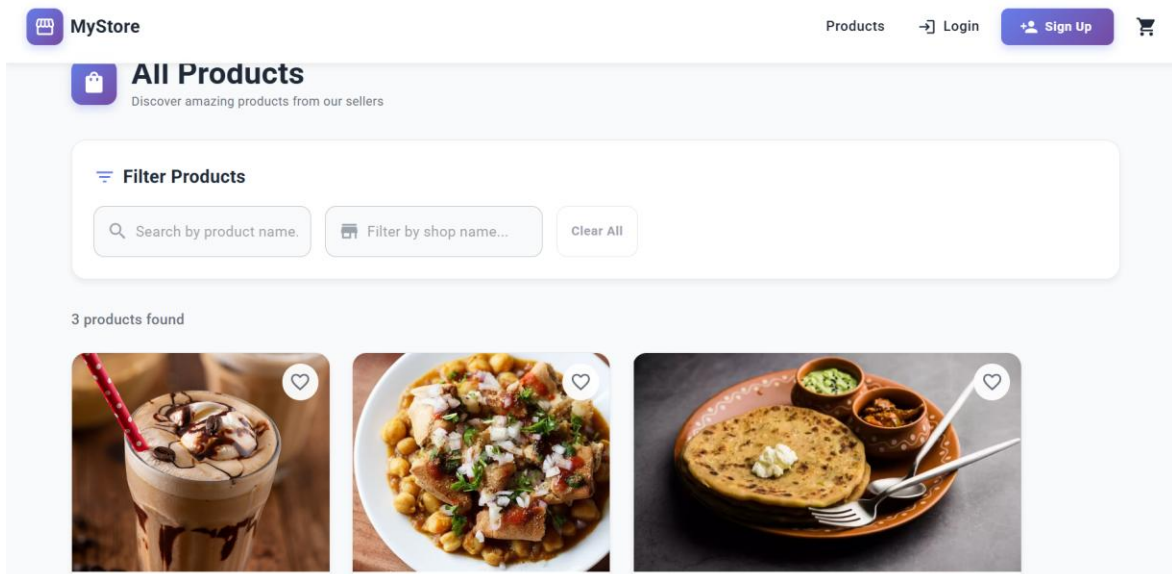 MyStore
Products
Login
Sign Up
All Products
Discover amazing products from our sellers
Filter Products
Search by product name.
Filter by shop name...
Clear All
3 products found